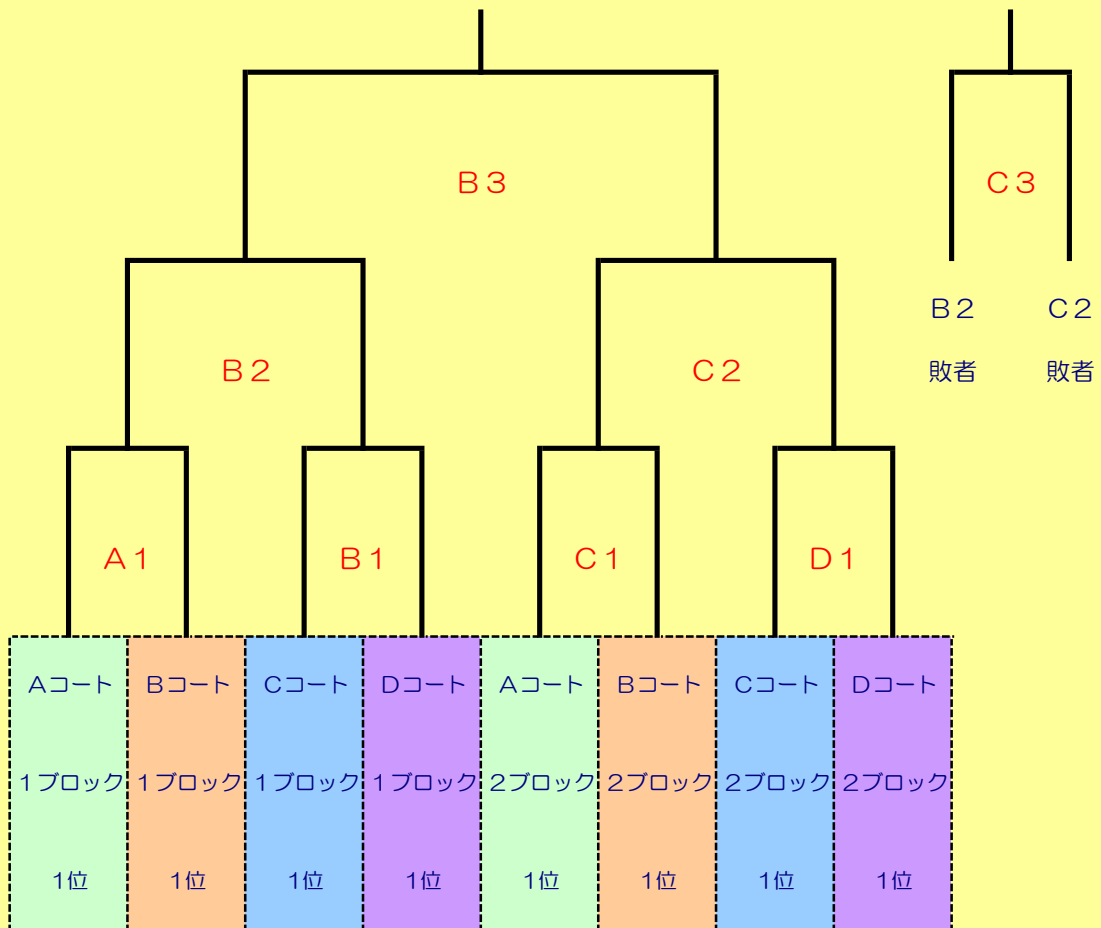 B3
C3
B2 C2
敗者 敗者
B2
C2
A1
B1
C1
D1
Aコート Bコート Cコート Dコート Aコート Bコート Cコート Dコート
1ブロック 1ブロック 1ブロック 1ブロック 2ブロック 2ブロック 2ブロック 2ブロック
1位 1位 1位 1位 1位 1位 1位 1位